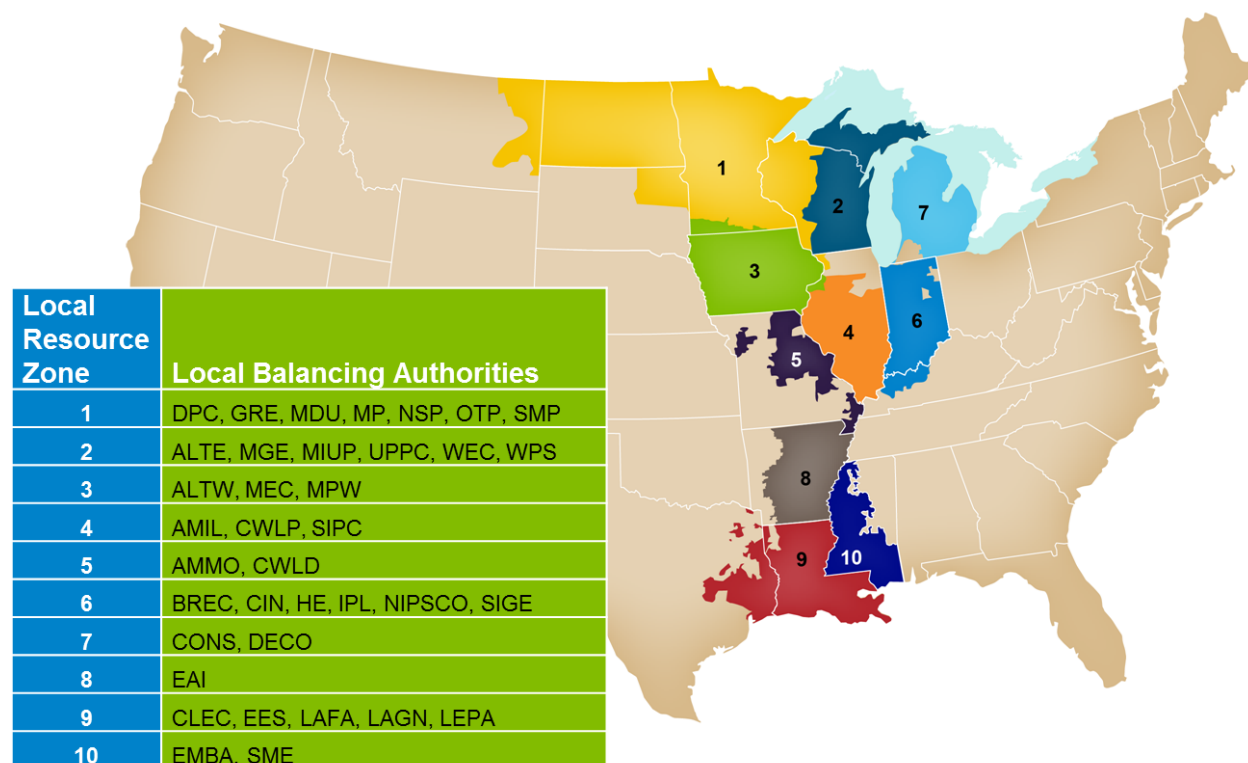 1
2
7
3
6
4
5
8
9
10
Local Resource Zone Local Balancing Authorities
1 DPC, GRE, MDU, MP, NSP, OTP, SMP
2 ALTE, MGE, MIUP, UPPC, WEC, WPS
3 ALTW, MEC, MPW
4 AMIL, CWLP, SIPC
5 AMMO, CWLD
6 BREC, CIN, HE, IPL, NIPSCO, SIGE
7 CONS, DECO
8 EAI
9 CLEC, EES, LAFA, LAGN, LEPA
10 EMBA, SME